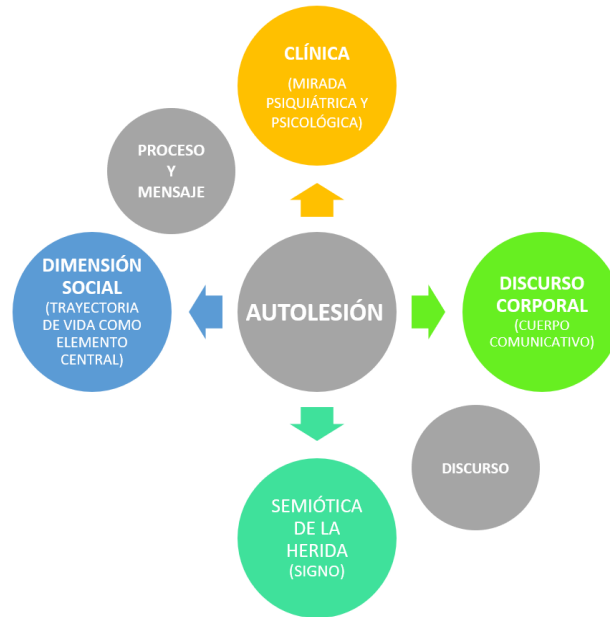 CLÍNICA
(MIRADA
PSIQUIÁTRICA Y
PSICOLÓGICA)
PROCESO
Y
MENSAJE
DIMENSIÓN
SOCIAL
(TRAYECTORIA
DE VIDA COMO
ELEMENTO
CENTRAL)
AUTOLESIÓN
DISCURSO
CORPORAL
(CUERPO
COMUNICATIVO)
DISCURSO
SEMIÓTICA
DE LA
HERIDA
(SIGNO)